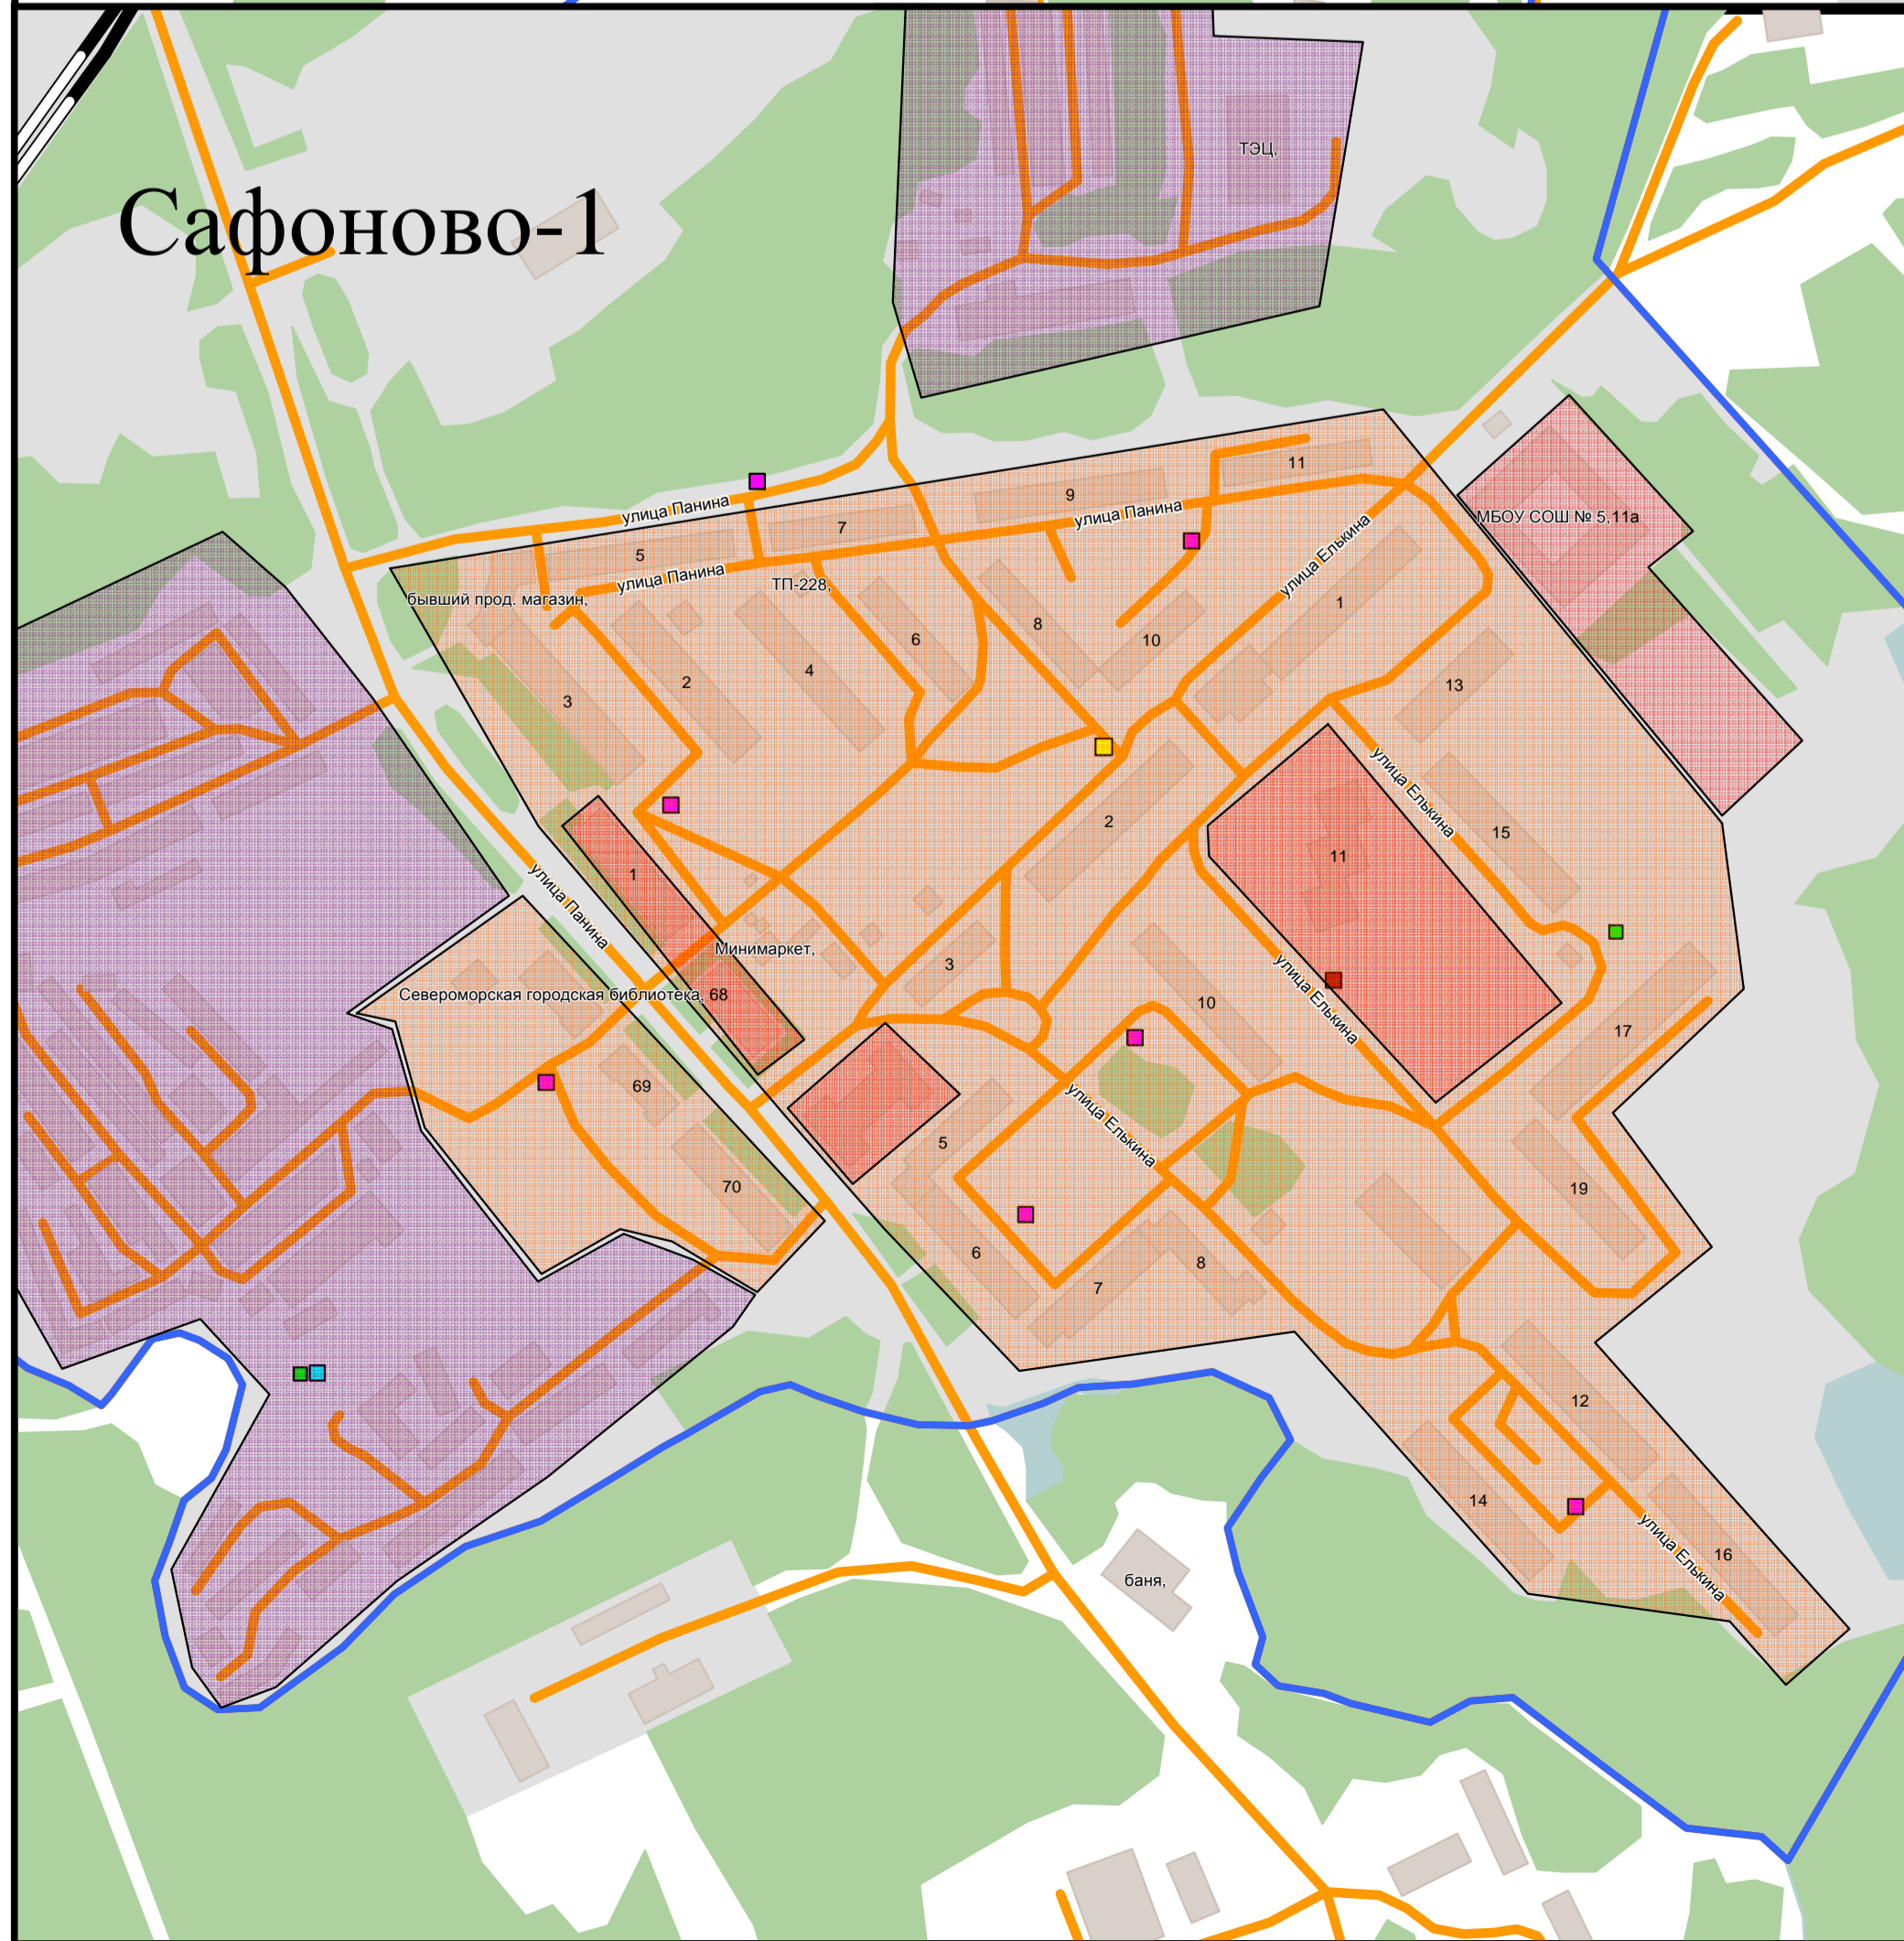 ТЭЦ,
Сафоново-1
11
9
улица Панина
улица Панина
МБОУ СОШ № 5,11а
7
5
улица Елькина
улица Панина
ТП-228,
бывший прод. магазин,
1
8
6
10
4
2
13
3
улица Елькина
2
15
11
1
улица Панина
Минимаркет,
3
улица Елькина
Североморская городская библиотека, 68
10
17
69
улица Елькина
5
70
19
6
8
7
12
14
16
улица Елькина
баня,